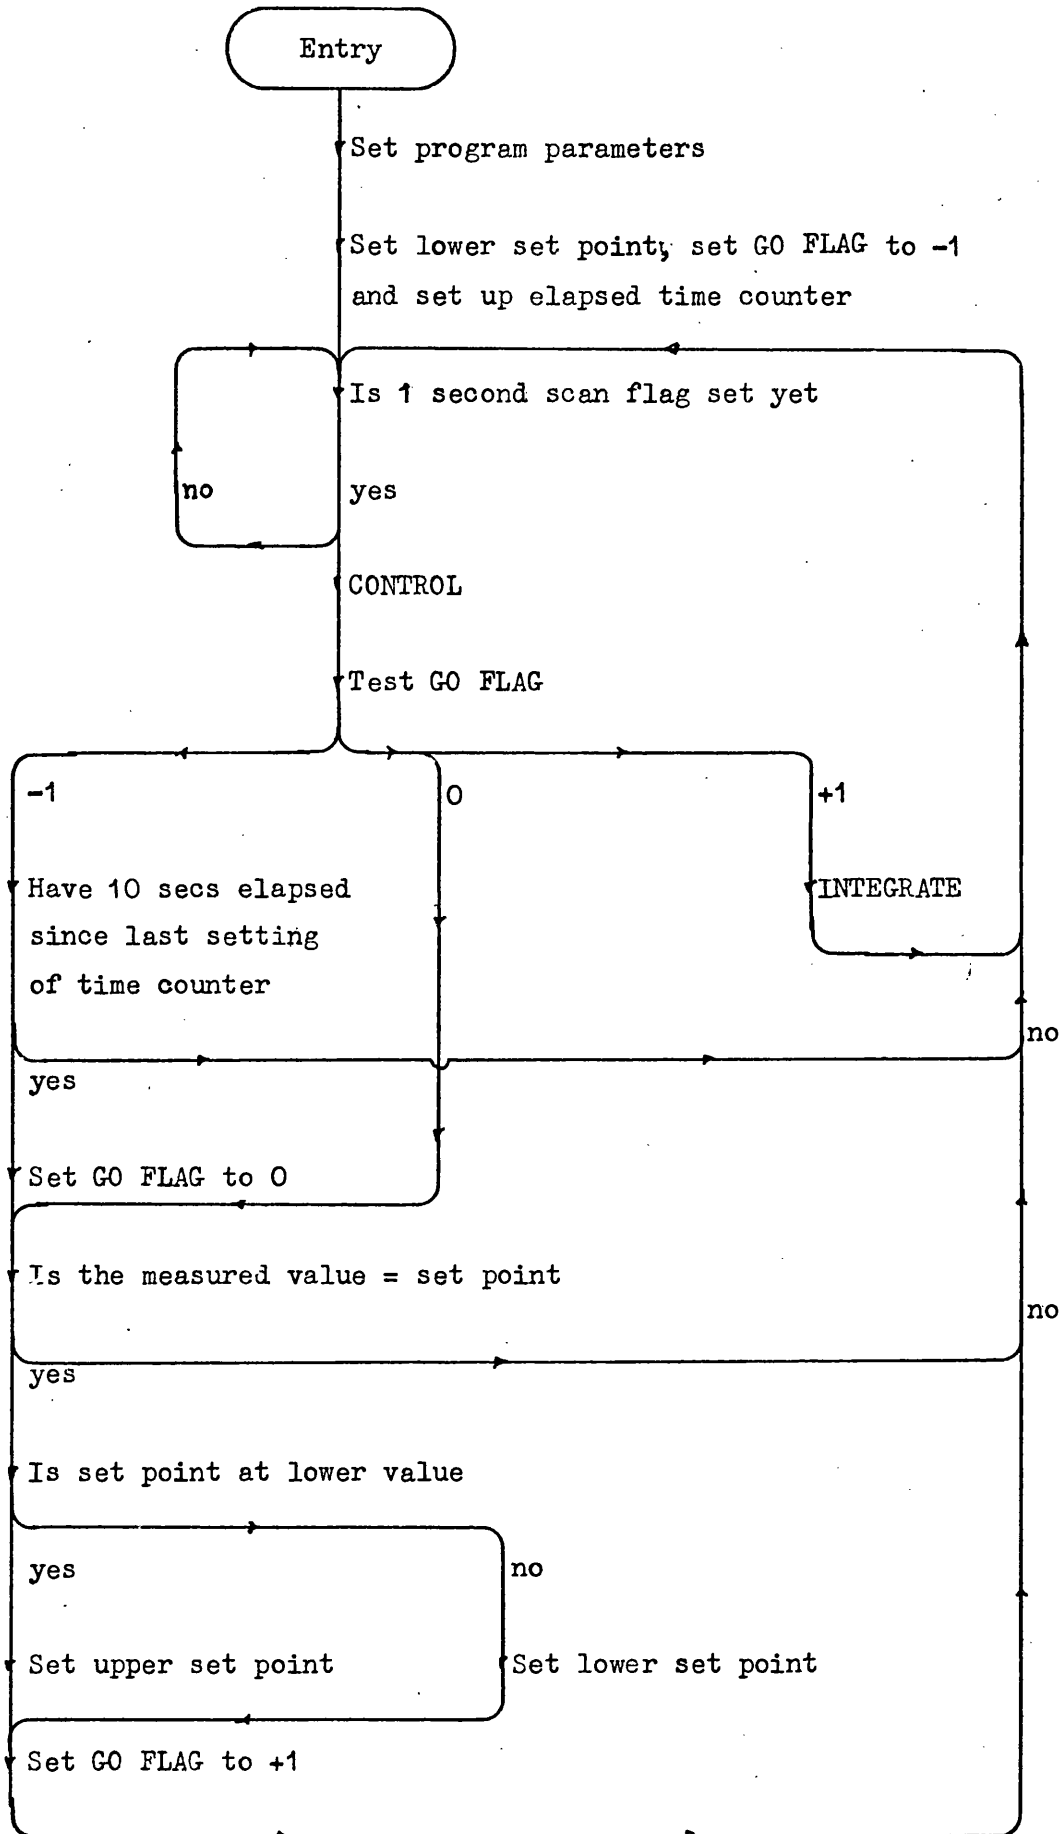 Entry
Set program parameters
Set lower set point, set GO FLAG to -1
and set up elapsed time counter
Is 1 second scan flag set yet
no
yes
CONTROL
Test GO FLAG
-1
0
+1
Have 10 secs elapsed
since last setting
of time counter
INTEGRATE
no
yes
Set GO FLAG to 0
Is the measured value = set point
no
yes
Is set point at lower value
yes
no
Set upper set point
Set lower set point
Set GO FLAG to +1